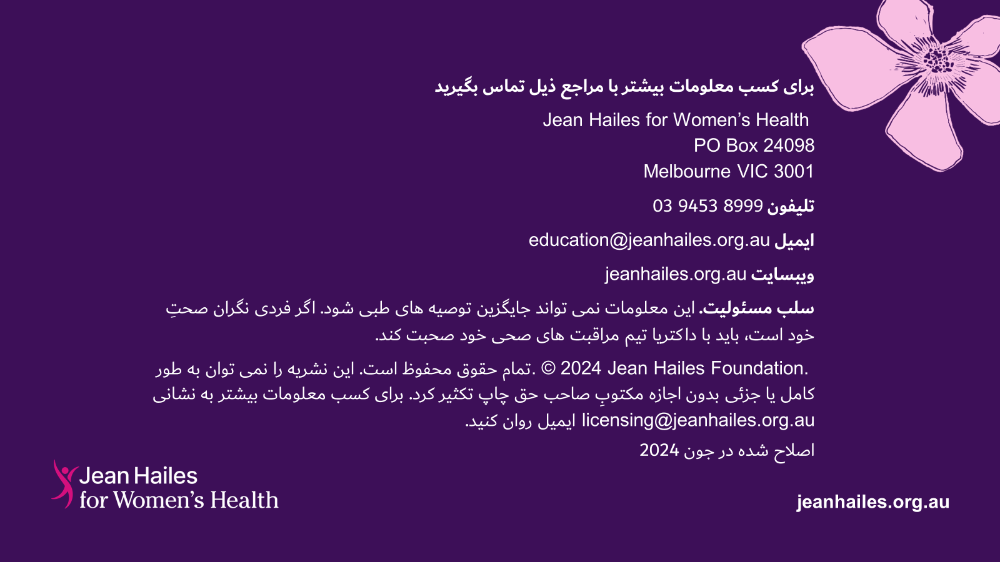 برای کسب معلومات بیشتر با مراجع ذیل تماس بگیرید
Jean Hailes for Women’s Health
PO Box 24098
Melbourne VIC 3001
تلیفون 03 9453 8999
ایمیل education@jeanhailes.org.au
ویبسایت jeanhailes.org.au
سلب مسئولیت. این معلومات نمی تواند جایگزین توصیه های طبی شود. اگر فردی نگران صحتِ
خود است، باید با داکتریا تیم مراقبت های صحی خود صحبت کند.
© 2024 Jean Hailes Foundation. .تمام حقوق محفوظ است. این نشریه را نمی توان به طور
کامل یا جزئی بدون اجازه مکتوبِ صاحب حق چاپ تکثیر کرد. برای کسب معلومات بیشتر به نشانی
licensing@jeanhailes.org.au ایمیل روان کنید.
اصلاح شده در جون 2024
Jean Hailes
for Women’s Health
jeanhailes.org.au